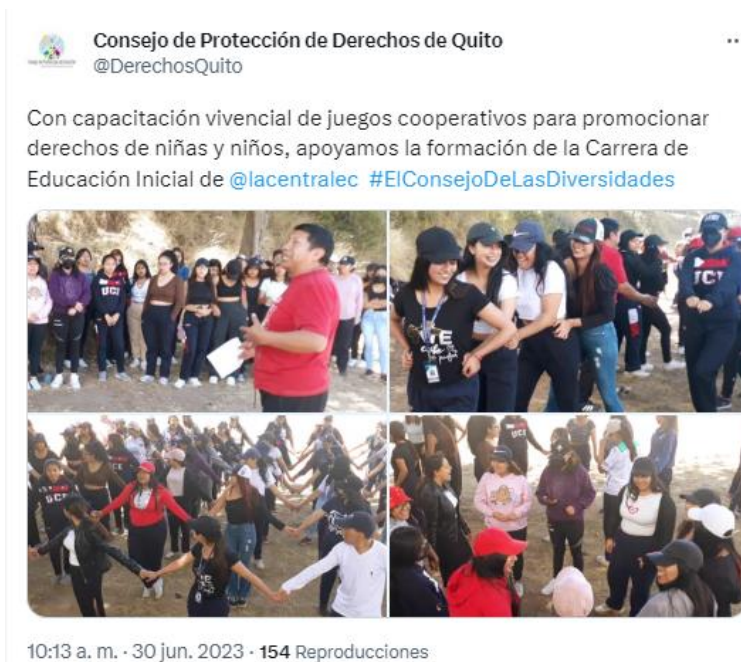 Consejo de Protección de Derechos de Quito
@DerechosQuito
Con capacitación vivencial de juegos cooperativos para promocionar
derechos de niñas y niños, apoyamos la formación de la Carrera de
Educación Inicial de @lacentralec #ElConsejoDeLasDiversidades
UCE
10:13 a. m. · 30 jun. 2023 · 154 Reproducciones